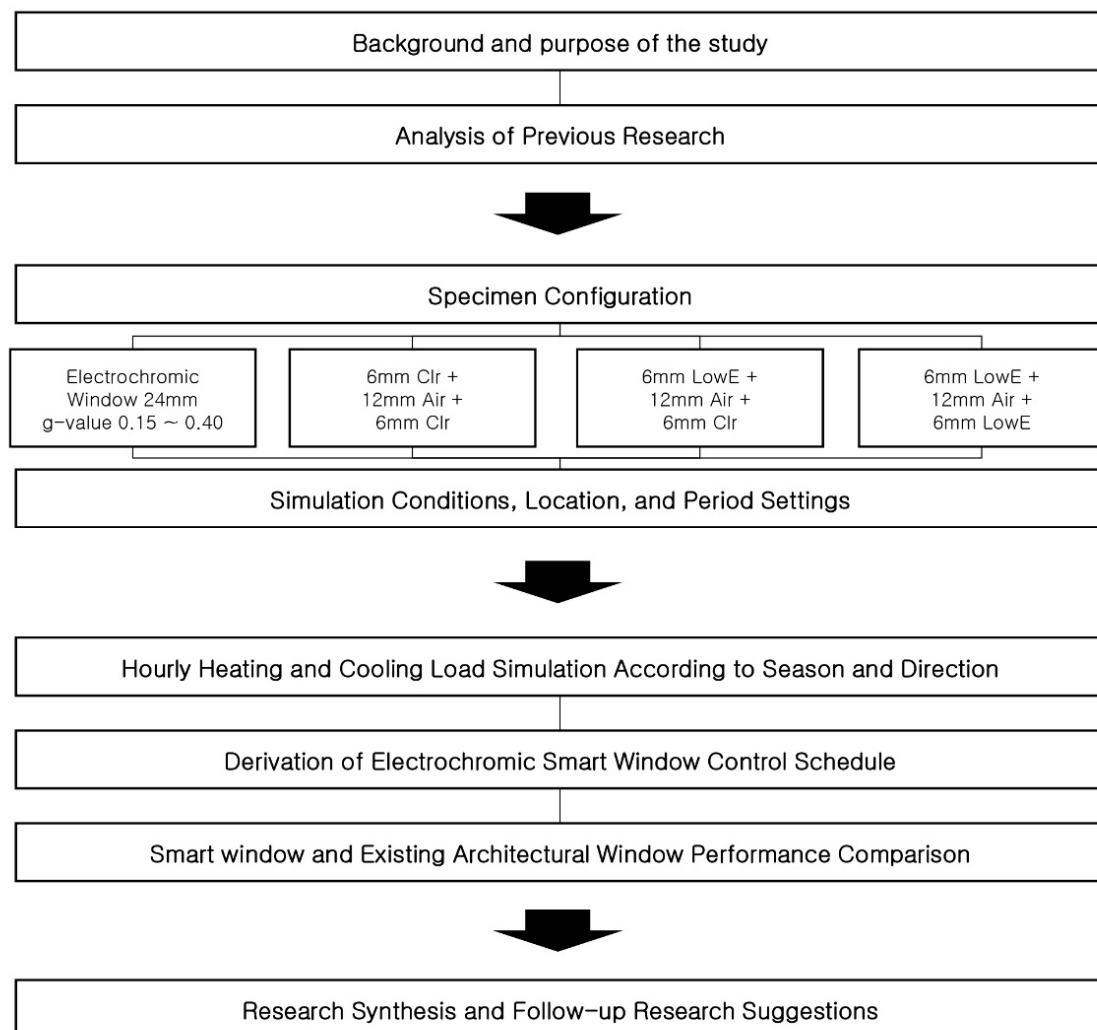 Background and purpose of the study
Analysis of Previous Research
Specimen Configuration
Electrochromic
Window 24mm
g-value 0.15 ~ 0.40
6mm Clr +
12mm Air +
6mm Clr
6mm LowE +
12mm Air +
6mm Clr
6mm LowE +
12mm Air +
6mm LowE
Simulation Conditions, Location, and Period Settings
Hourly Heating and Cooling Load Simulation According to Season and Direction
Derivation of Electrochromic Smart Window Control Schedule
Smart window and Existing Architectural Window Performance Comparison
Research Synthesis and Follow-up Research Suggestions